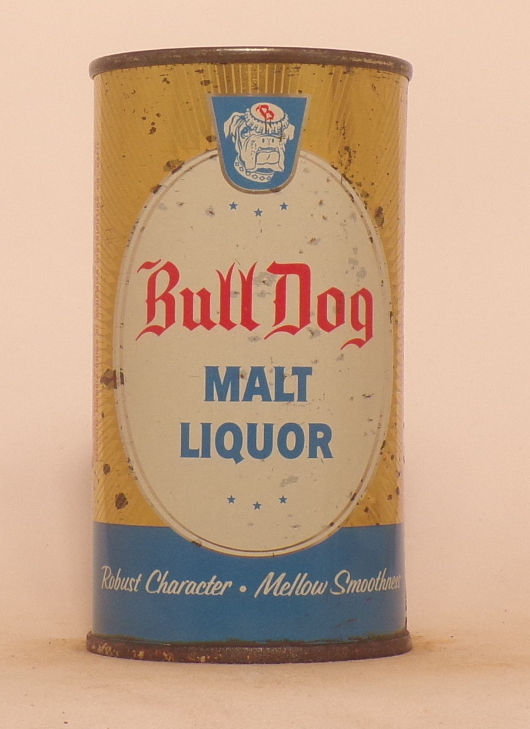 B
Bull Dog
MALT
LIQUOR
Robust Character • Mellow Smoothness